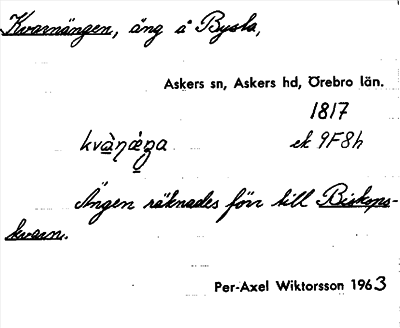 Kvarnängen, äng å Bysta,
Askers sn, Askers hd, Örebro län.
1817
kvàṇǽŋa ek 9F8h
Ängen räknades förr till Biskops-
kvarn.
Per-Axel Wiktorsson 1963